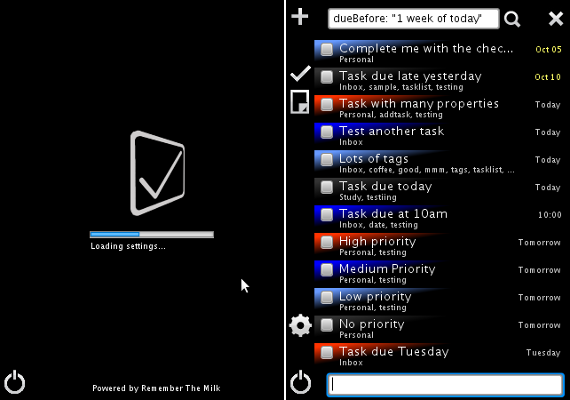 Loading settings...
Powered by Remember The Milk
dueBefore: "1 week of today"
Complete me with the chec... Oct 05
Personal
Task due late yesterday Oct 10
Inbox, sample, tasklist, testing
Task with many properties Today
Personal, addtask, testing
Test another task Today
Inbox
Lots of tags Today
Inbox, coffee, good, mmm, tags, tasklist, ...
Task due today Today
Study, testiing
Task due at 10am 10:00
Inbox, date, testing
High priority Tomorrow
Personal, testing
Medium Priority Tomorrow
Personal, testing
Low priority Tomorrow
Personal, testing
No priority Tomorrow
Personal
Task due Tuesday Tuesday
Inbox